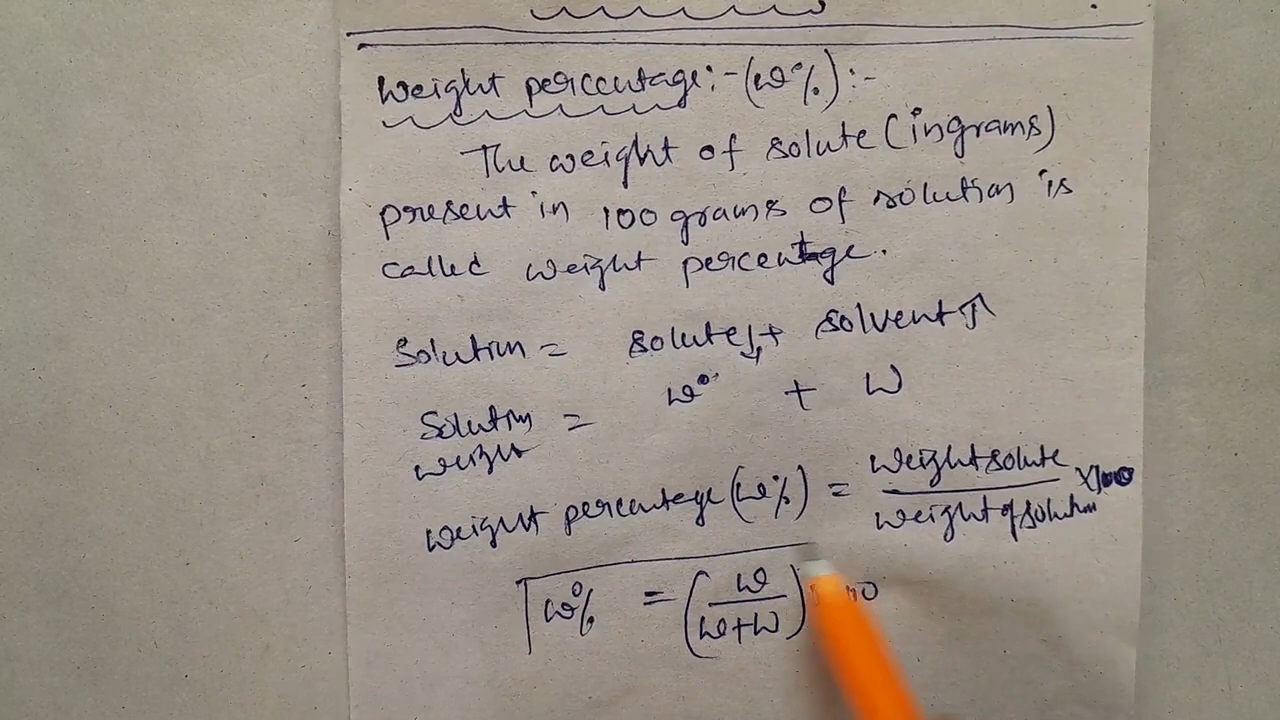 Weight percentage:-(w%):-
The weight of solute (in grams)
present in 100 grams of solution is
called weight percentage.
Solution = solute + solvent
Solution weight = w + W
Weight percentage (w%) = weight solute / weight of solution ×100
w% = (w / w+W)